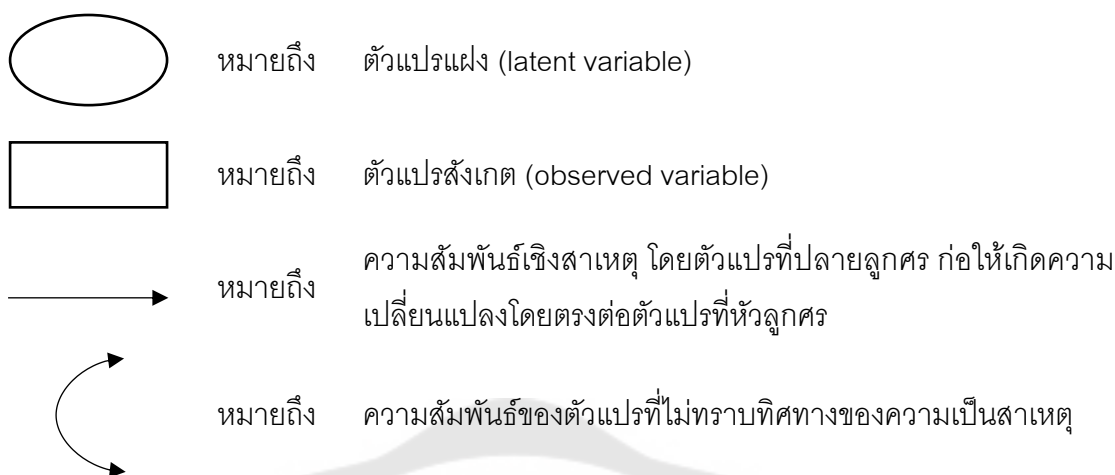 หมายถึง ตัวแปรแฝง (latent variable)
หมายถึง ตัวแปรสังเกต (observed variable)
หมายถึง ความสัมพันธ์เชิงสาเหตุ โดยตัวแปรที่ปลายลูกศร ก่อให้เกิดความ
เปลี่ยนแปลงโดยตรงต่อตัวแปรที่หัวลูกศร
หมายถึง ความสัมพันธ์ของตัวแปรที่ไม่ทราบทิศทางของความเป็นสาเหตุ